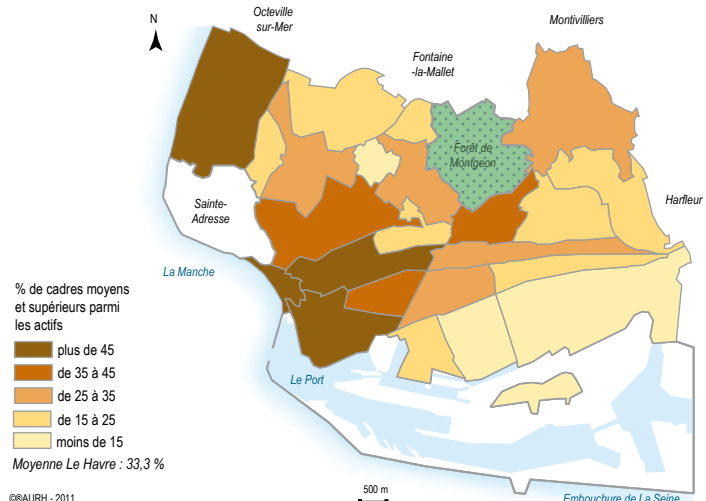 Octeville
sur-Mer
N
Montivilliers
Fontaine
-la-Mallet
Forêt de
Montgeon
Sainte-
Adresse
Harfleur
La Manche
% de cadres moyens
et supérieurs parmi
les actifs
plus de 45
de 35 à 45
de 25 à 35
de 15 à 25
moins de 15
Moyenne Le Havre : 33,3 %
Le Port
©®AURH - 2011
500 m
Embouchure de La Seine